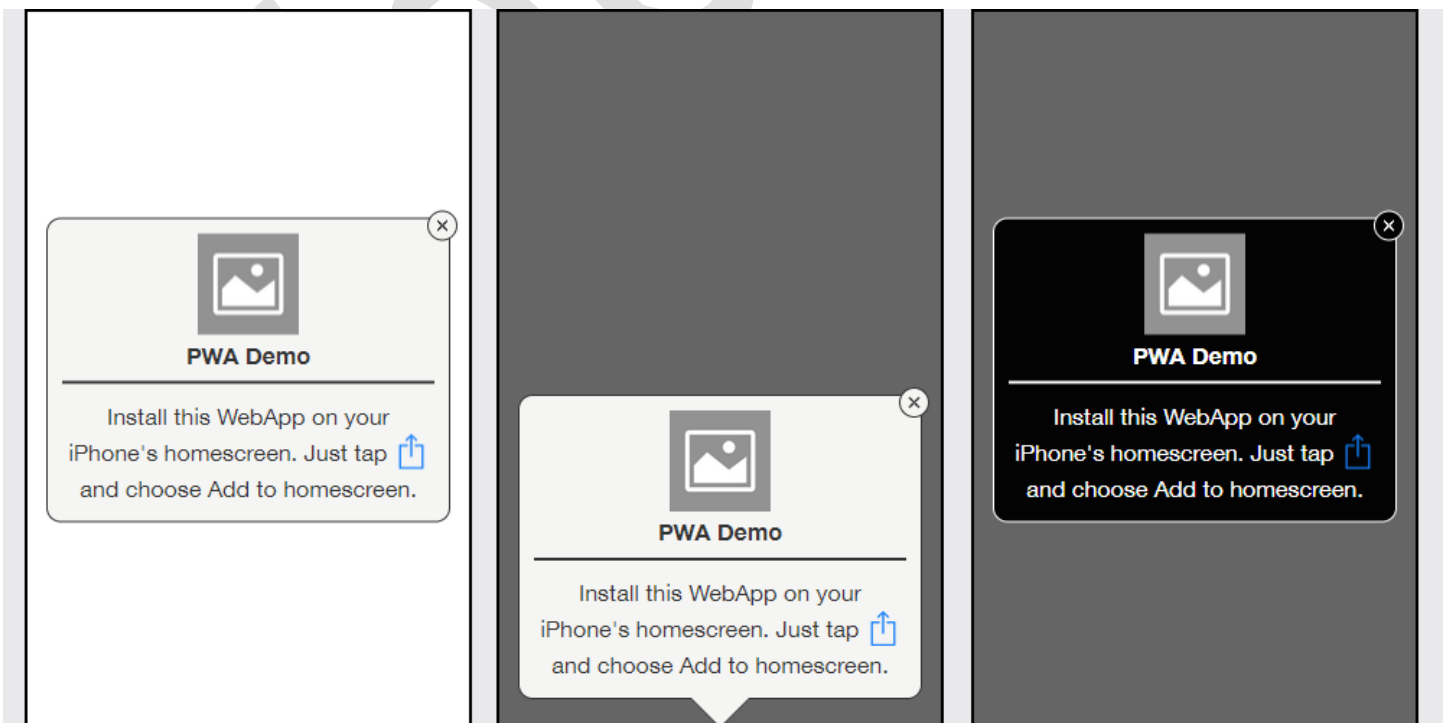 PWA Demo
Install this WebApp on your
iPhone's homescreen. Just tap
and choose Add to homescreen.
PWA Demo
Install this WebApp on your
iPhone's homescreen. Just tap
and choose Add to homescreen.
PWA Demo
Install this WebApp on your
iPhone's homescreen. Just tap
and choose Add to homescreen.